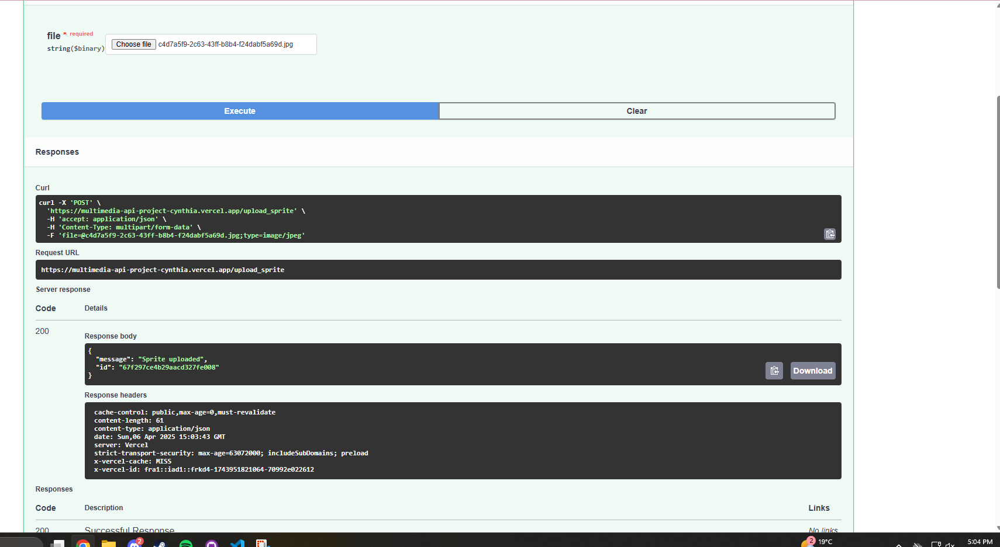 file * required
string($binary)
Choose file c4d7a5f9-2c63-43ff-b8b4-f24dabf5a69d.jpg
Execute
Clear
Responses
Curl
curl -X 'POST' \
'https://multimedia-api-project-cynthia.vercel.app/upload_sprite' \
-H 'accept: application/json' \
-H 'Content-Type: multipart/form-data' \
-F 'file=@c4d7a5f9-2c63-43ff-b8b4-f24dabf5a69d.jpg;type=image/jpeg'
Request URL
https://multimedia-api-project-cynthia.vercel.app/upload_sprite
Server response
Code Details
200
Response body
{
"message": "Sprite uploaded",
"id": "67f297ce4b29aacd327fe008"
}
Download
Response headers
cache-control: public,max-age=0,must-revalidate
content-length: 61
content-type: application/json
date: Sun,06 Apr 2025 15:03:43 GMT
server: Vercel
strict-transport-security: max-age=63072000; includeSubDomains; preload
x-vercel-cache: MISS
x-vercel-id: fra1::iad1::frkd4-1743951821064-70992e022612
Responses
Code Description Links
200 Successful Response No links
2
2 19°C
5:04 PM